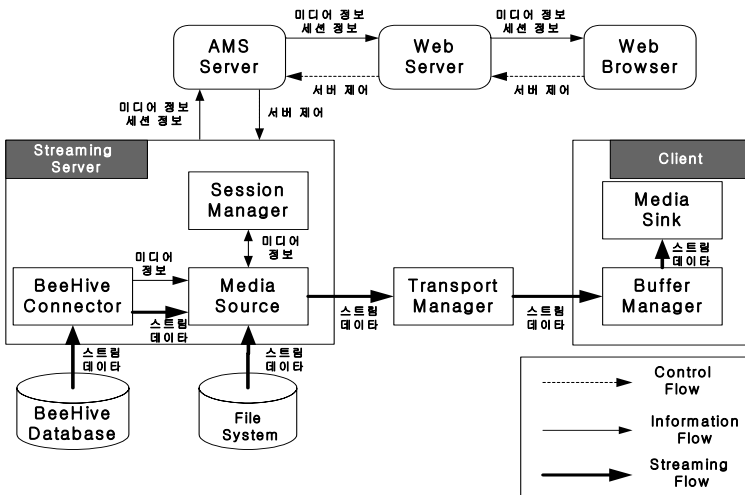 미디어 정보
세션 정보
미디어 정보
세션 정보
AMS
Server
Web
Server
Web
Browser
서버 제어
서버 제어
미디어 정보
세션 정보
서버 제어
Streaming
Server
Client
Session
Manager
Media
Sink
미디어
정보
스트림
데이타
미디어
정보
BeeHive
Connector
Media
Source
Transport
Manager
Buffer
Manager
스트림
데이타
스트림
데이타
스트림
데이타
스트림
데이타
스트림
데이타
BeeHive
Database
File
System
Control
Flow
Information
Flow
Streaming
Flow